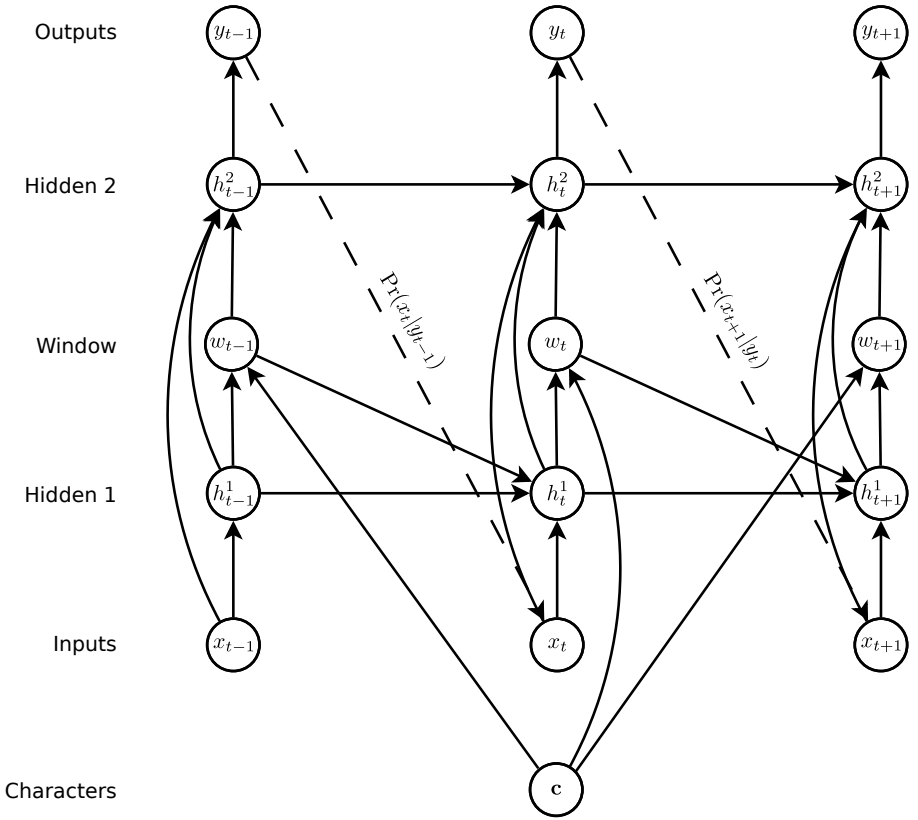 Outputs y_{t−1} y_t y_{t+1}
Hidden 2 h^2_{t−1} h^2_t h^2_{t+1}
Pr(x_t|y_{t−1}) Pr(x_{t+1}|y_t)
Window w_{t−1} w_t w_{t+1}
Hidden 1 h^1_{t−1} h^1_t h^1_{t+1}
Inputs x_{t−1} x_t x_{t+1}
Characters c